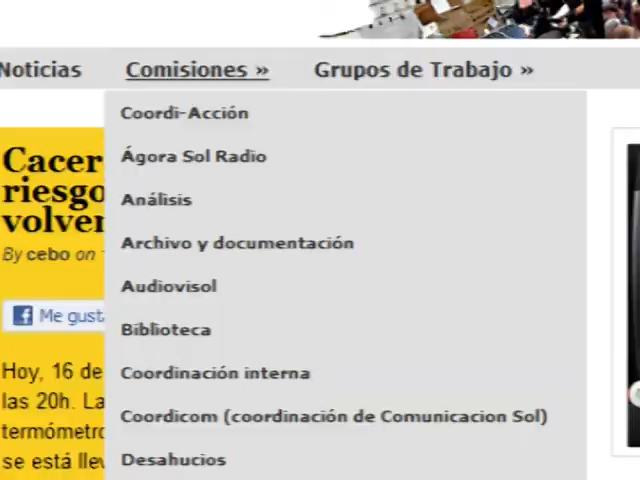 Noticias Comisiones » Grupos de Trabajo »
Coordi-Acción
Ágora Sol Radio
Análisis
Archivo y documentación
Audiovisol
Biblioteca
Coordinación interna
Coordicom (coordinación de Comunicacion Sol)
Desahucios
Cacer
riesgo
volver
By cebo on
Me gust
Hoy, 16 de
las 20h. La
termómetro
se está llev